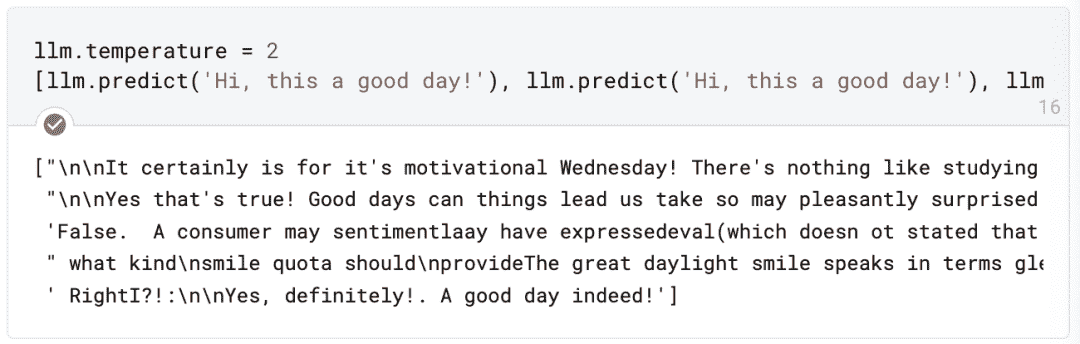 llm.temperature = 2
[llm.predict('Hi, this a good day!'), llm.predict('Hi, this a good day!'), llm
16
["\n\nIt certainly is for it's motivational Wednesday! There's nothing like studying
"\n\nYes that's true! Good days can things lead us take so may pleasantly surprised
'False.  A consumer may sentimentlaay have expressedeval(which doesn ot stated that
" what kind\nsmile quota should\nprovideThe great daylight smile speaks in terms gle
' RightI?!:\n\nYes, definitely!. A good day indeed!']